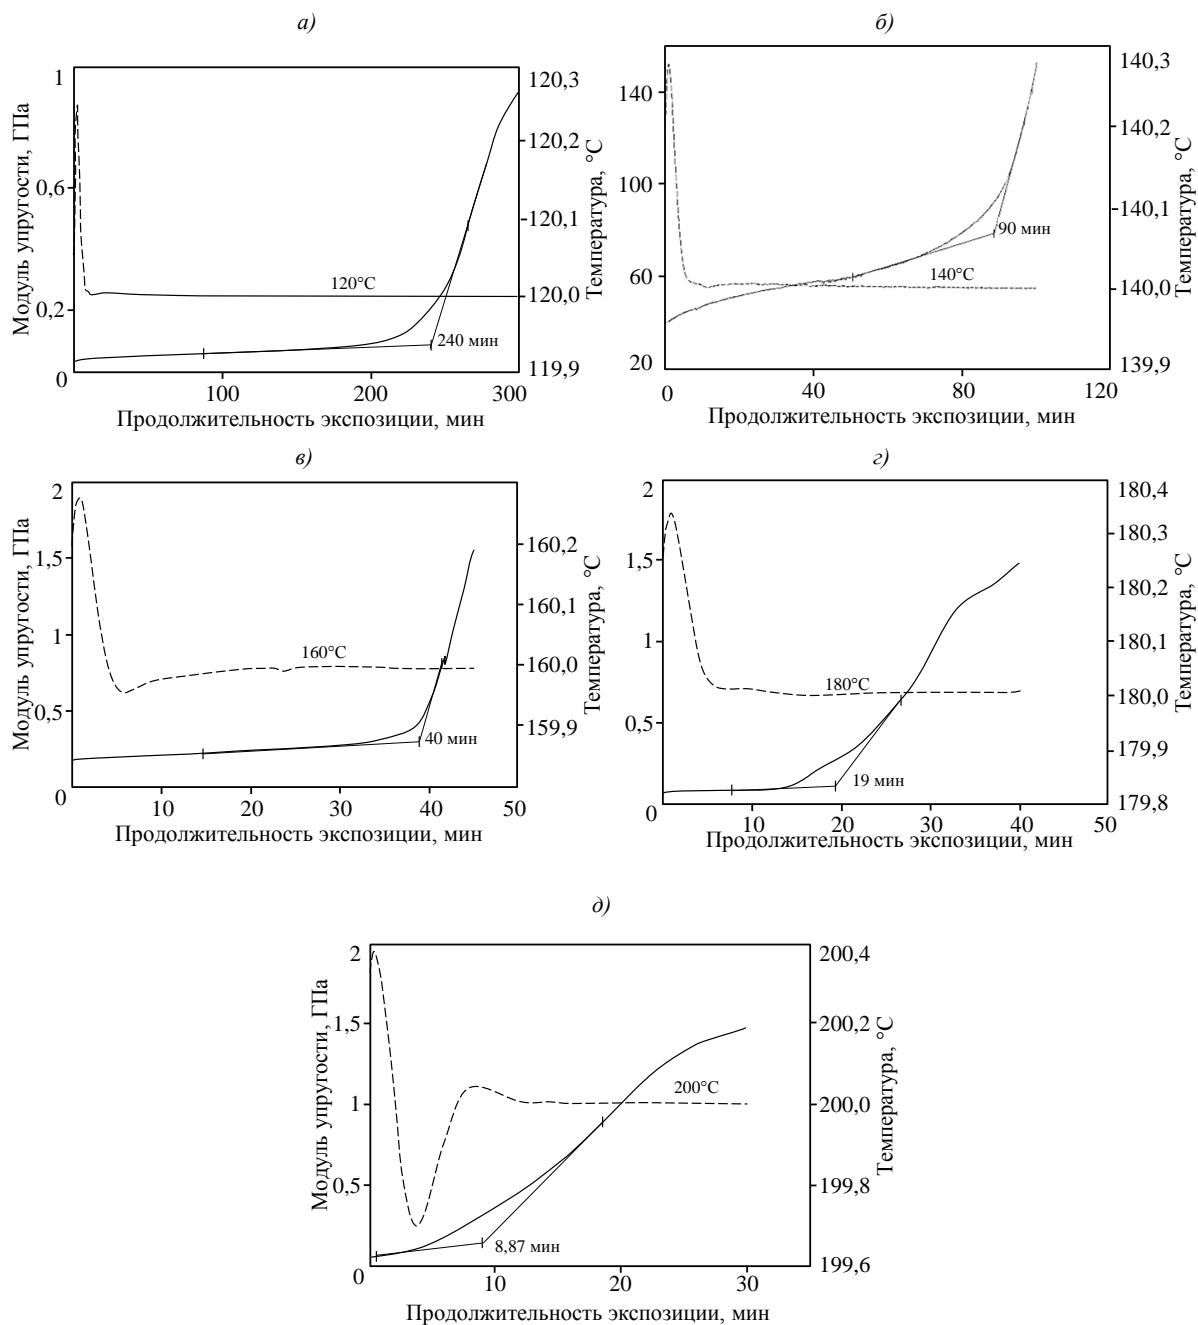 а)
1
0,6
0,2
0
Модуль упругости, ГПа
120,3
120,2
120,1
120,0
119,9
Температура, °С
120°С
240 мин
100
200
300
Продолжительность экспозиции, мин
б)
140
100
60
20
140,3
140,2
140,1
140,0
139,9
Температура, °С
90 мин
140°С
0
40
80
120
Продолжительность экспозиции, мин
в)
2
1,5
1
0,5
0
Модуль упругости, ГПа
160,2
160,1
160,0
159,9
Температура, °С
160°С
40 мин
10
20
30
40
50
Продолжительность экспозиции, мин
г)
2
1,5
1
0,5
0
180,4
180,3
180,2
180,1
180,0
179,9
179,8
Температура, °С
180°С
19 мин
10
20
30
40
50
Продолжительность экспозиции, мин
д)
2
1,5
1
0,5
0
Модуль упругости, ГПа
200,4
200,2
200,0
199,8
199,6
Температура, °С
200°С
8,87 мин
10
20
30
Продолжительность экспозиции, мин